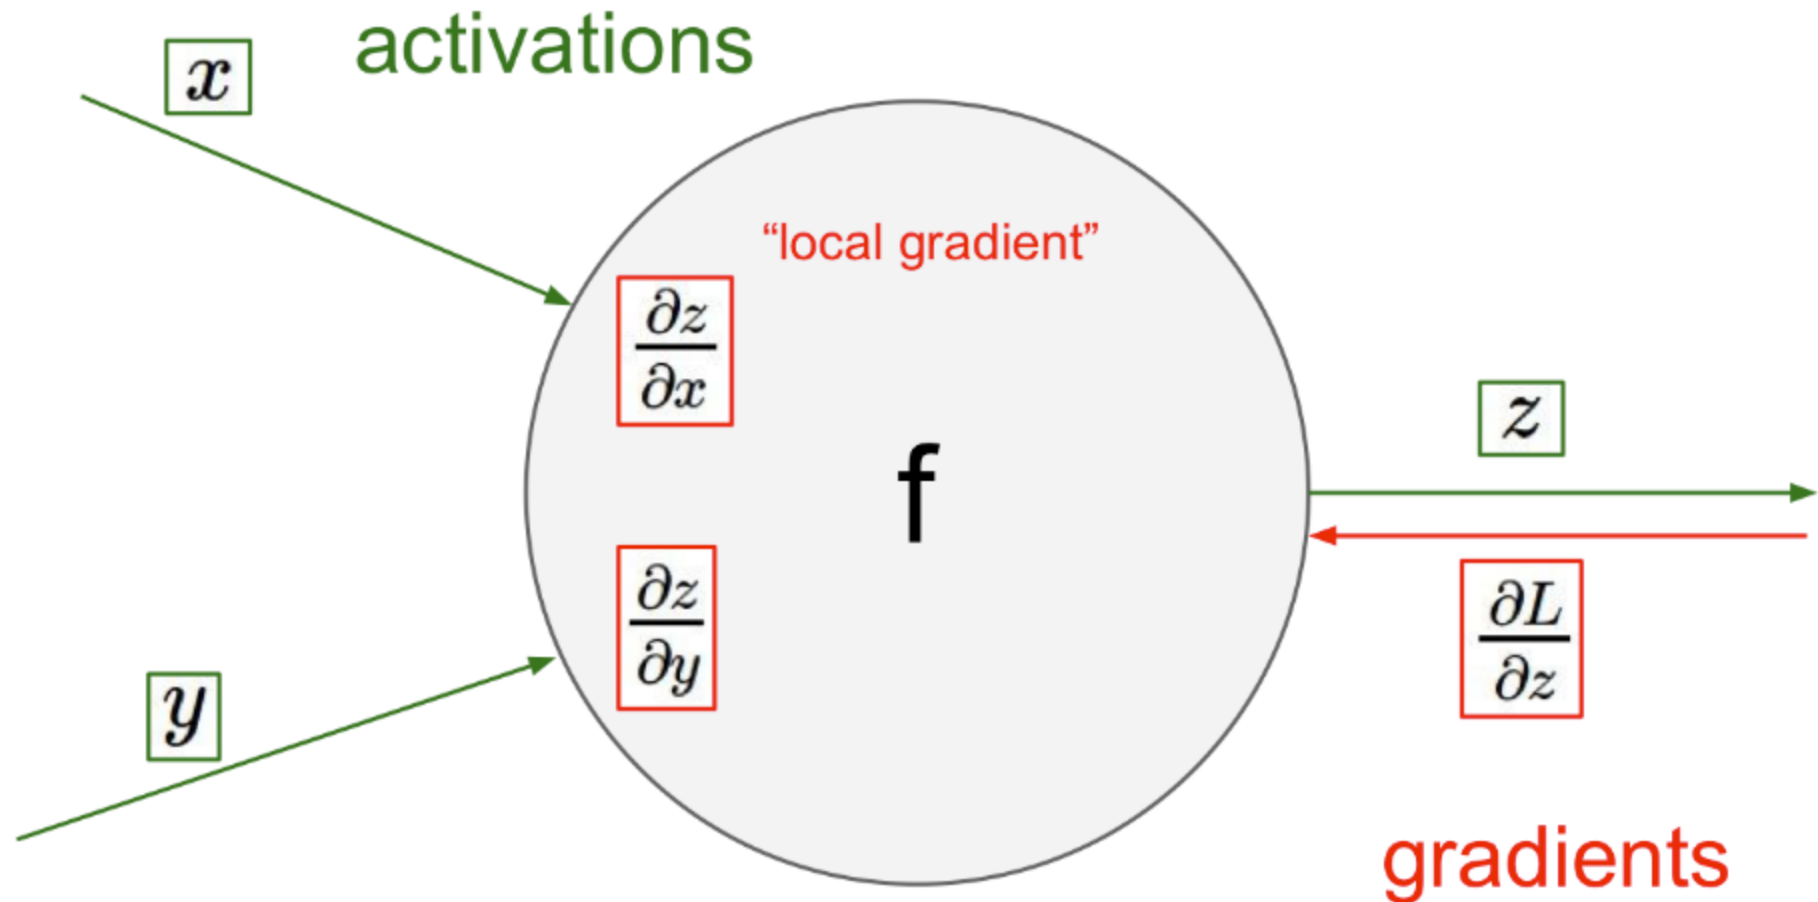 activations
x
“local gradient”
∂z
∂x
f
z
∂z
∂y
y
∂L
∂z
gradients